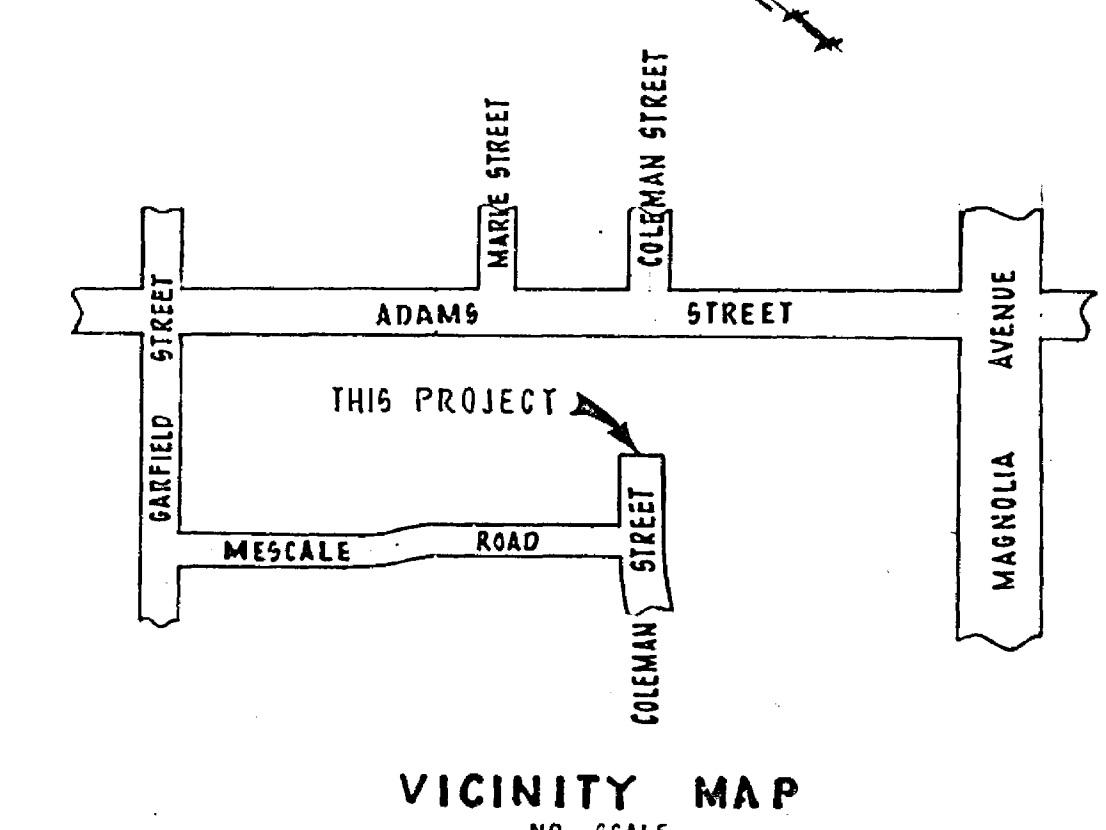 MARIE STREET
COLEMAN STREET
ADAMS STREET
GARFIELD STREET
MAGNOLIA AVENUE
THIS PROJECT
MESCALE ROAD
COLEMAN STREET
VICINITY MAP
NO SCALE